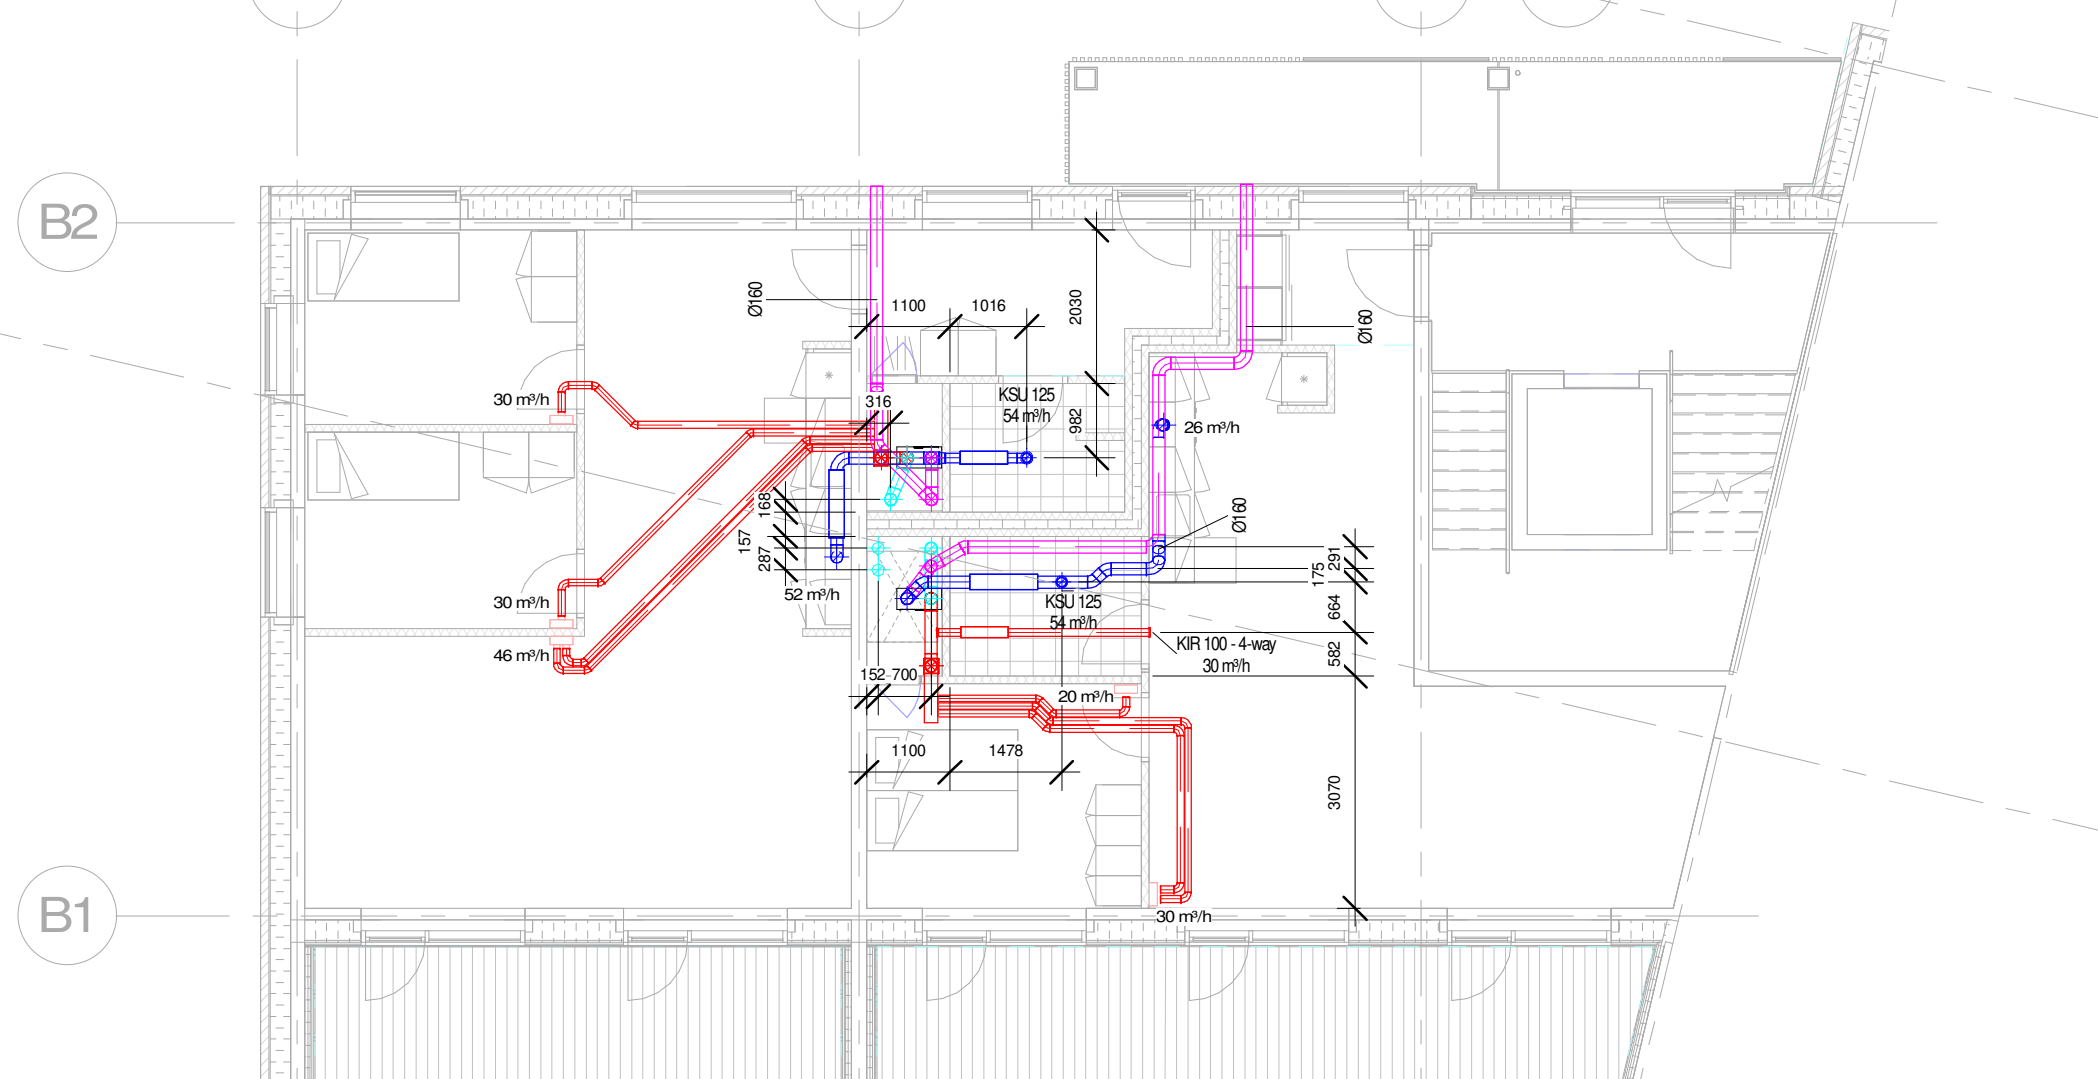 B2
Ø160
1100
1016
2030
Ø160
30 m³/h
316
KSU 125
54 m³/h
982
26 m³/h
168
157
287
Ø160
291
175
52 m³/h
30 m³/h
KSU 125
54 m³/h
664
46 m³/h
KIR 100 - 4-way
30 m³/h
582
152
700
20 m³/h
1100
1478
3070
B1
30 m³/h